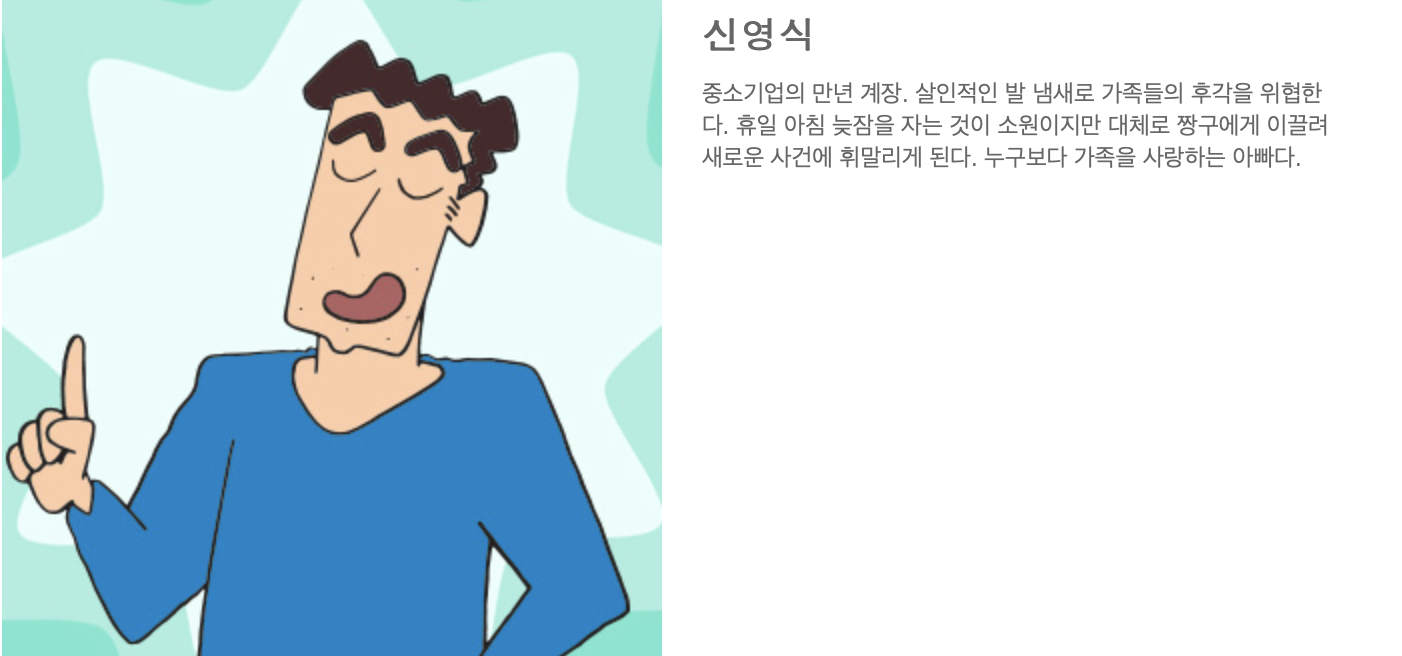 신영식
중소기업의 만년 계장. 살인적인 발 냄새로 가족들의 후각을 위협한
다. 휴일 아침 늦잠을 자는 것이 소원이지만 대체로 짱구에게 이끌려
새로운 사건에 휘말리게 된다. 누구보다 가족을 사랑하는 아빠다.